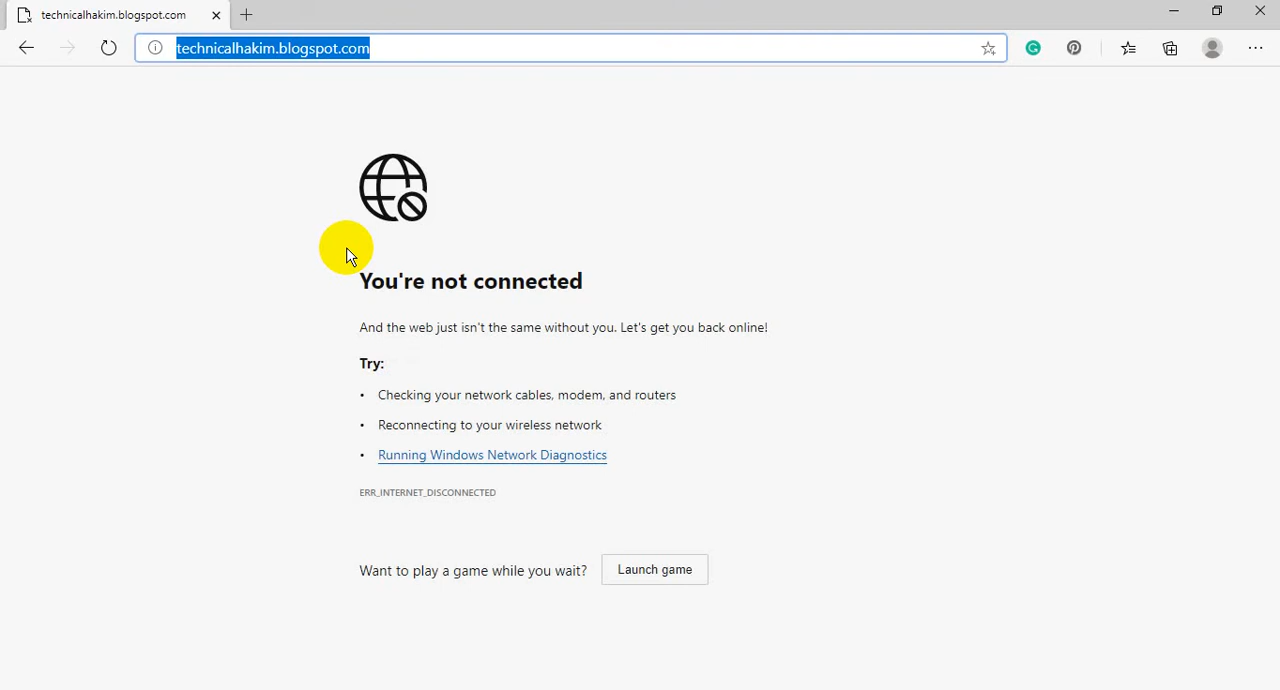 technicalhakim.blogspot.com
technicalhakim.blogspot.com
You're not connected
And the web just isn't the same without you. Let's get you back online!
Try:
• Checking your network cables, modem, and routers
• Reconnecting to your wireless network
• Running Windows Network Diagnostics
ERR_INTERNET_DISCONNECTED
Want to play a game while you wait? Launch game